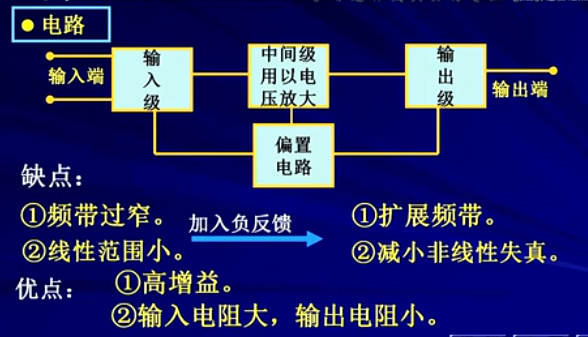 ● 电路
输入端
输入级
中间级
用以电
压放大
输出级
输出端
偏置
电路
缺点：
①频带过窄。
②线性范围小。
加入负反馈
①扩展频带。
②减小非线性失真。
优点：
①高增益。
②输入电阻大，输出电阻小。